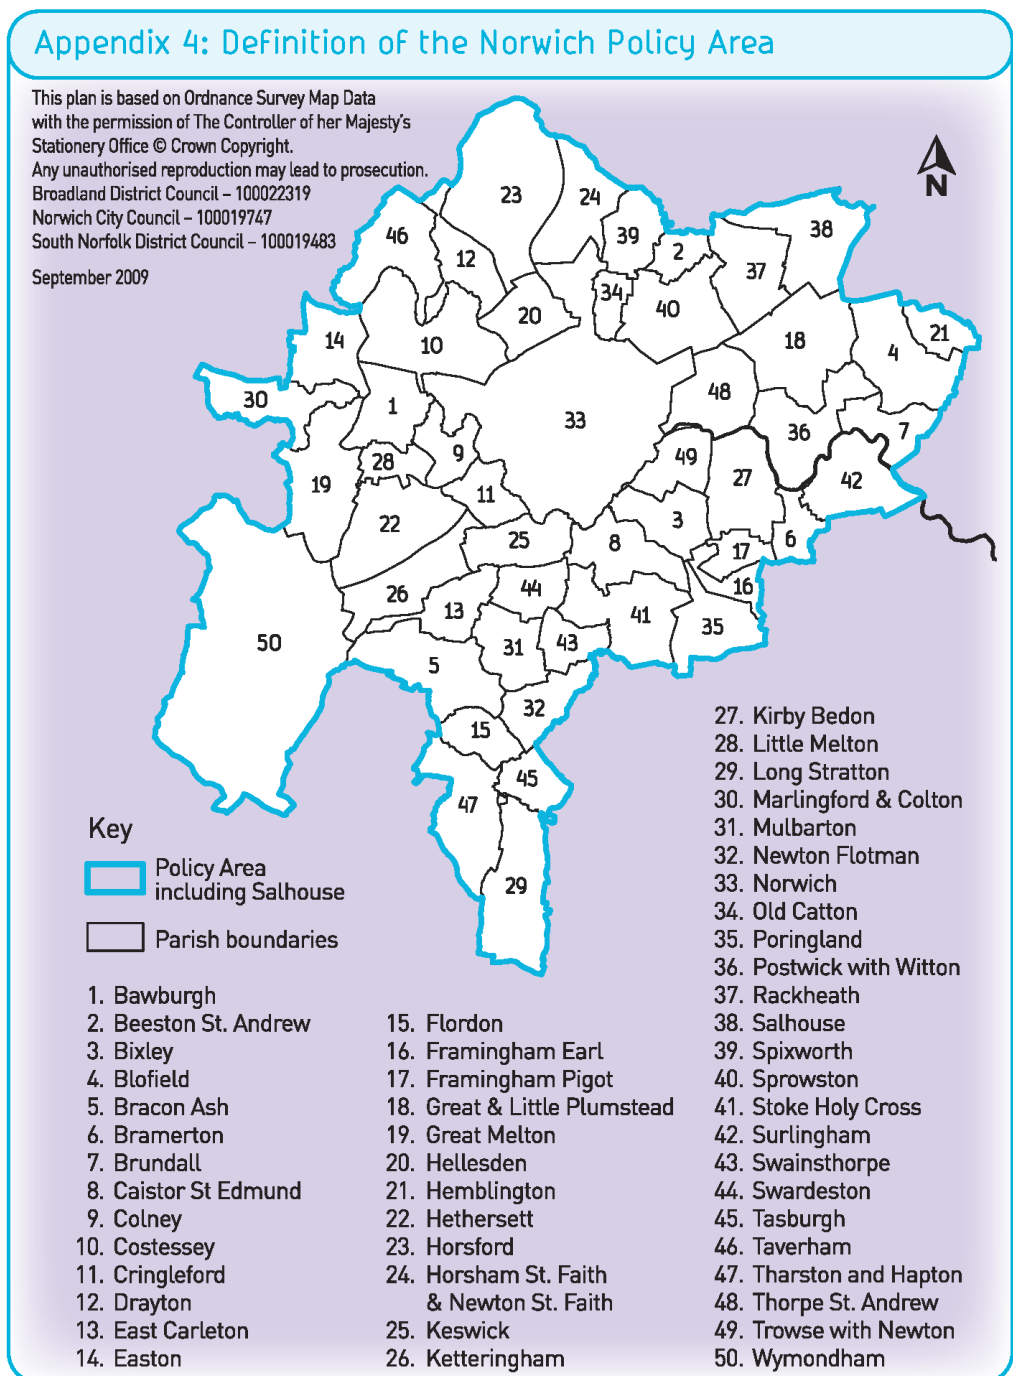 Appendix 4: Definition of the Norwich Policy Area
This plan is based on Ordnance Survey Map Data
with the permission of The Controller of her Majesty's
Stationery Office © Crown Copyright.
Any unauthorised reproduction may lead to prosecution.
Broadland District Council – 100022319
Norwich City Council – 100019747
South Norfolk District Council – 100019483
September 2009
N
23
24
38
46
39
2
12
37
34
40
20
14
10
18
21
4
48
30
1
33
36
7
9
28
49
27
42
19
11
22
3
25
8
6
17
44
16
26
13
41
35
50
31
43
5
32
15
45
47
29
Key
Policy Area
including Salhouse
Parish boundaries
1. Bawburgh
2. Beeston St. Andrew
3. Bixley
4. Blofield
5. Bracon Ash
6. Bramerton
7. Brundall
8. Caistor St Edmund
9. Colney
10. Costessey
11. Cringleford
12. Drayton
13. East Carleton
14. Easton
15. Flordon
16. Framingham Earl
17. Framingham Pigot
18. Great & Little Plumstead
19. Great Melton
20. Hellesden
21. Hemblington
22. Hethersett
23. Horsford
24. Horsham St. Faith
& Newton St. Faith
25. Keswick
26. Ketteringham
27. Kirby Bedon
28. Little Melton
29. Long Stratton
30. Marlingford & Colton
31. Mulbarton
32. Newton Flotman
33. Norwich
34. Old Catton
35. Poringland
36. Postwick with Witton
37. Rackheath
38. Salhouse
39. Spixworth
40. Sprowston
41. Stoke Holy Cross
42. Surlingham
43. Swainsthorpe
44. Swardeston
45. Tasburgh
46. Taverham
47. Tharston and Hapton
48. Thorpe St. Andrew
49. Trowse with Newton
50. Wymondham